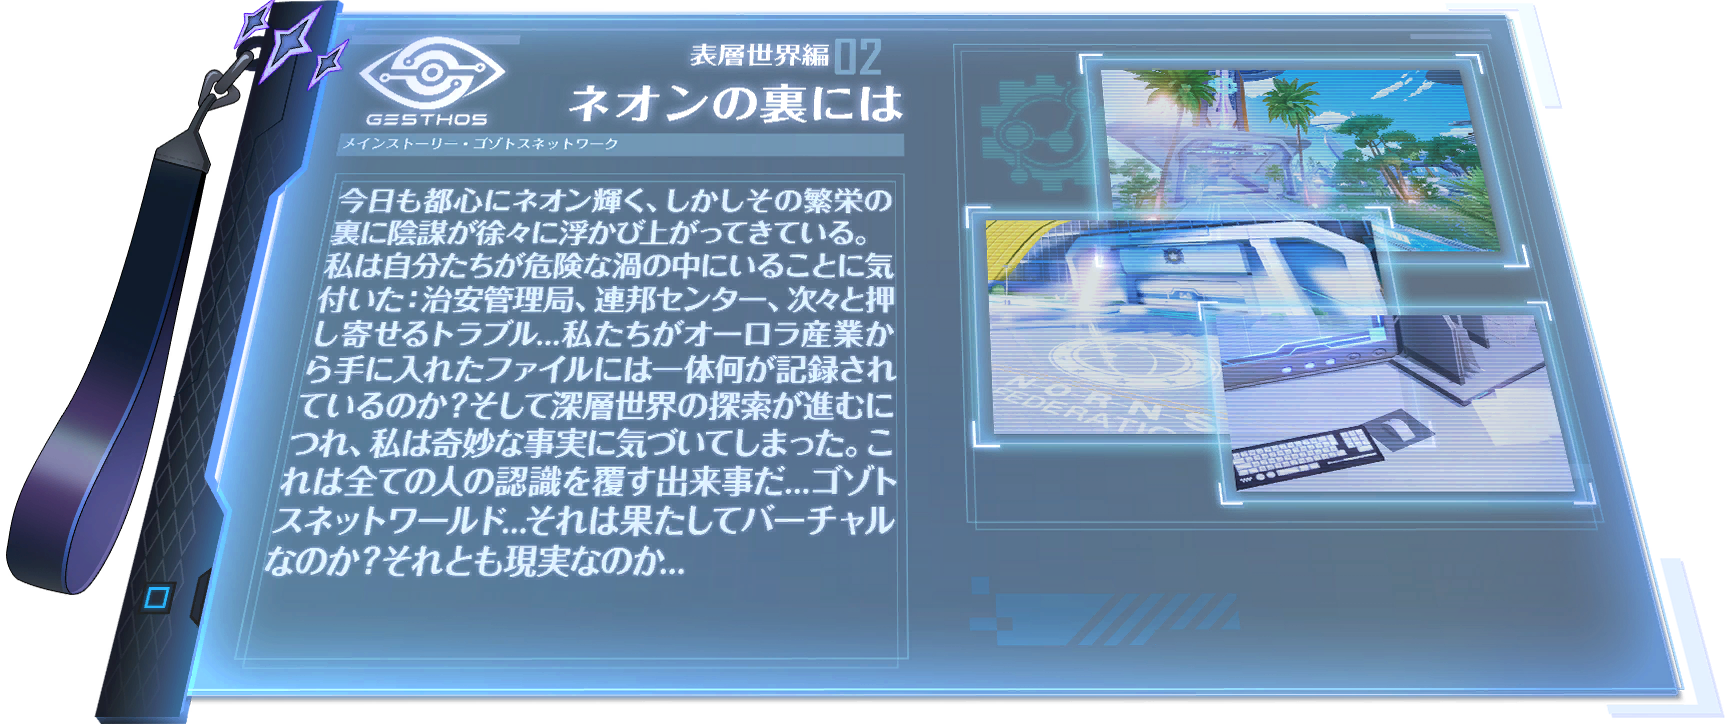 GESTHOS
表層世界編 02
ネオンの裏には
メインストーリー・ゴゾトスネットワーク
今日も都心にネオン輝く、しかしその繁栄の
裏に陰謀が徐々に浮かび上がってきている。
私は自分たちが危険な渦の中にいることに気
付いた：治安管理局、連邦センター、次々と押
し寄せるトラブル...私たちがオーロラ産業か
ら手に入れたファイルには一体何が記録され
ているのか？そして深層世界の探索が進むに
つれ、私は奇妙な事実に気づいてしまった。こ
れは全ての人の認識を覆す出来事だ...ゴゾト
スネットワールド...それは果たしてバーチャル
なのか？それとも現実なのか...
NORNS
FEDERATIO